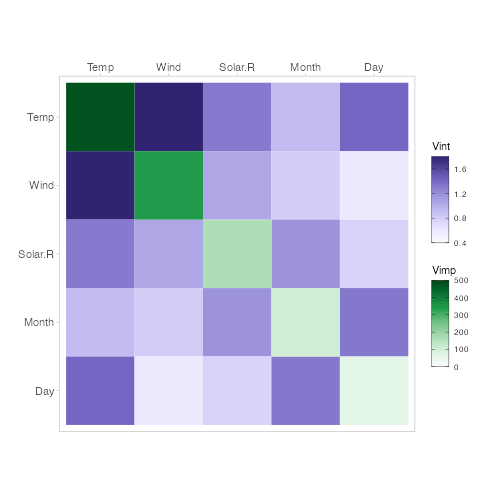 Temp Wind Solar.R Month Day
Temp
Wind
Solar.R
Month
Day
Vint
1.6
1.2
0.8
0.4
Vimp
500
400
300
200
100
0